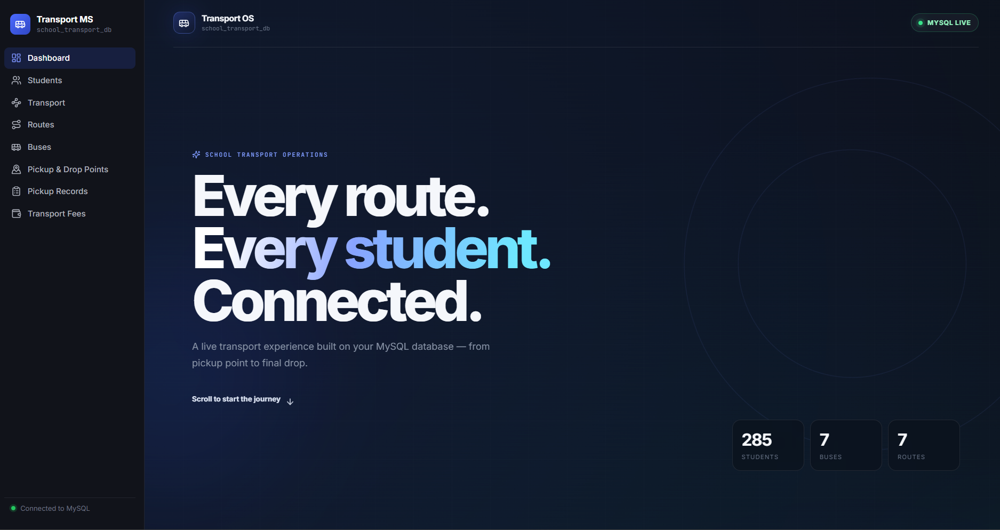 Transport MS
school_transport_db
Dashboard
Students
Transport
Routes
Buses
Pickup & Drop Points
Pickup Records
Transport Fees
Connected to MySQL
Transport OS
school_transport_db
MYSQL LIVE
SCHOOL TRANSPORT OPERATIONS
Every route.
Every student.
Connected.
A live transport experience built on your MySQL database — from
pickup point to final drop.
Scroll to start the journey
285
STUDENTS
7
BUSES
7
ROUTES